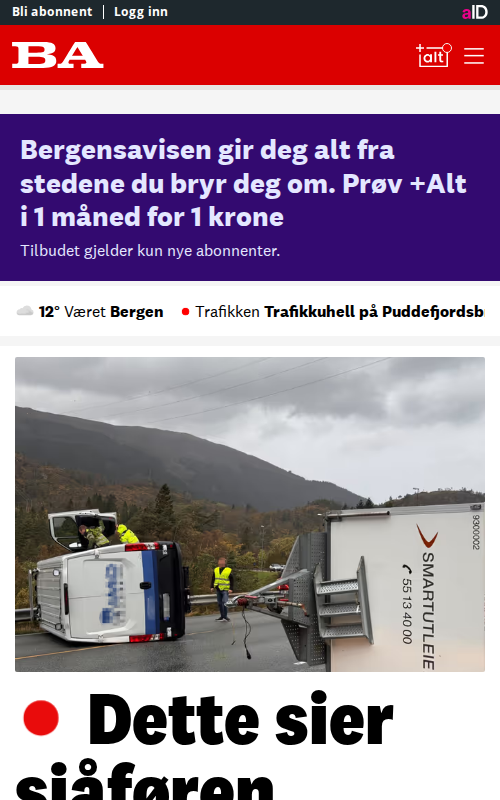 Bli abonnent
Logg inn
aID
BA
+alt
Bergensavisen gir deg alt fra
stedene du bryr deg om. Prøv +Alt
i 1 måned for 1 krone
Tilbudet gjelder kun nye abonnenter.
12° Været Bergen
Trafikken Trafikkuhell på Puddefjordsb
9300002
SMARTUTLEIE
55 13 40 00
Dette sier
sjåføren